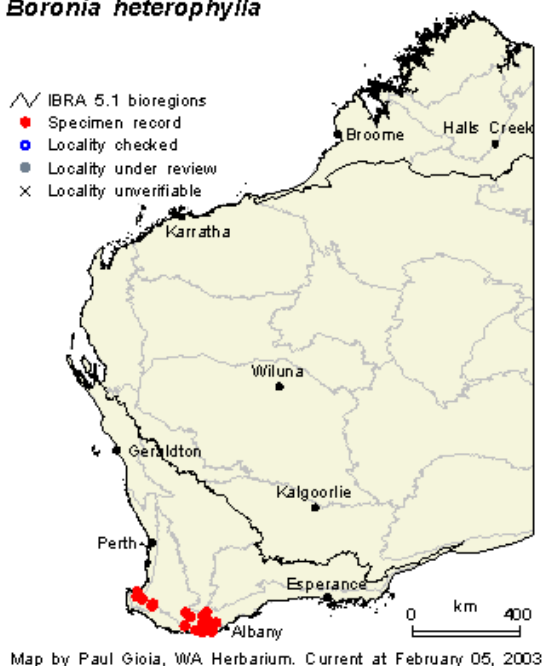 Boronia heterophylla
IBRA 5.1 bioregions
Specimen record
Locality checked
Locality under review
Locality unverifiable
Broome
Halls Creek
Karratha
Wiluna
Geraldton
Kalgoorlie
Perth
Esperance
Albany
km
0 400
Map by Paul Gioia, WA Herbarium. Current at February 05, 2003